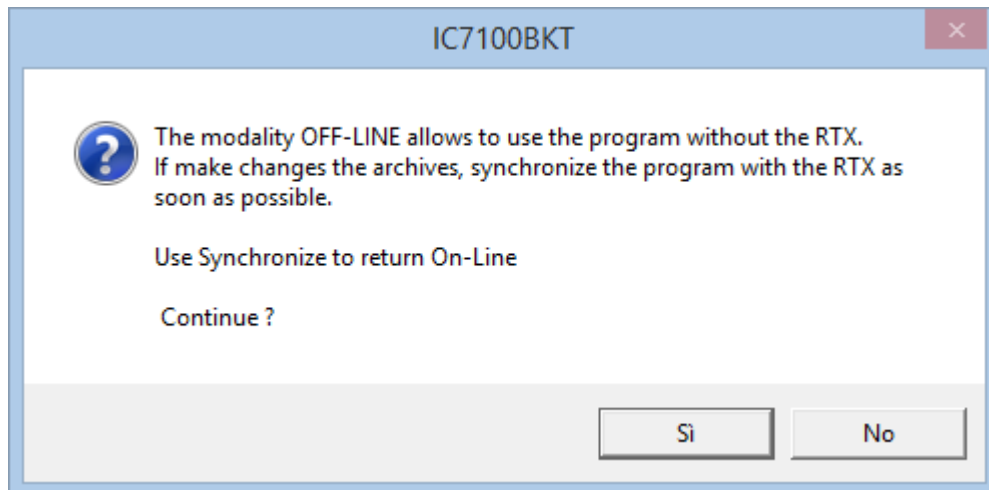 IC7100BKT
The modality OFF-LINE allows to use the program without the RTX.
If make changes the archives, synchronize the program with the RTX as
soon as possible.
Use Synchronize to return On-Line
Continue ?
Sì
No